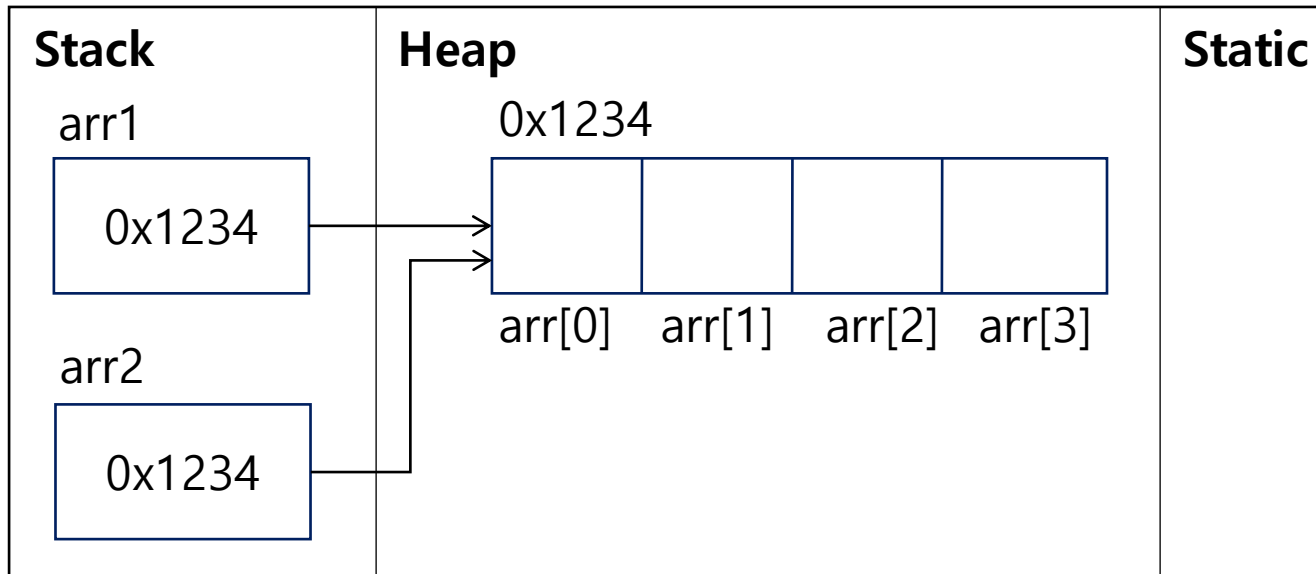 Stack
Heap
Static
arr1
0x1234
0x1234
arr[0] arr[1] arr[2] arr[3]
arr2
0x1234